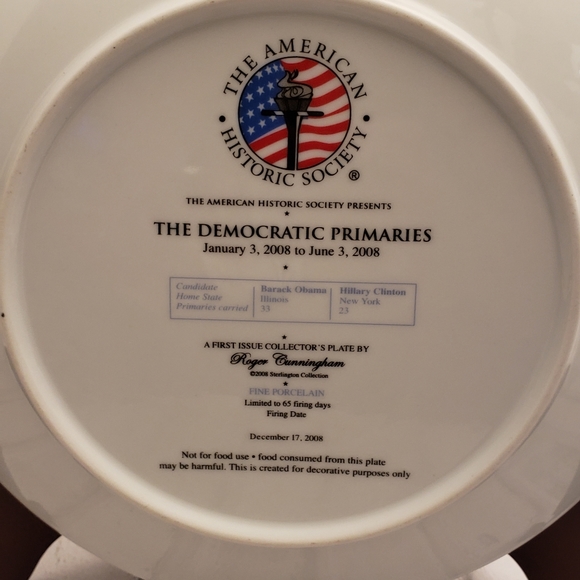 THE AMERICAN
HISTORIC SOCIETY ®
THE AMERICAN HISTORIC SOCIETY PRESENTS
THE DEMOCRATIC PRIMARIES
January 3, 2008 to June 3, 2008
Candidate Barack Obama Hillary Clinton
Home State Illinois New York
Primaries carried 33 23
A FIRST ISSUE COLLECTOR'S PLATE BY
Roger Cunningham
©2008 Sterlington Collection
FINE PORCELAIN
Limited to 65 firing days
Firing Date
December 17, 2008
Not for food use • food consumed from this plate
may be harmful. This is created for decorative purposes only